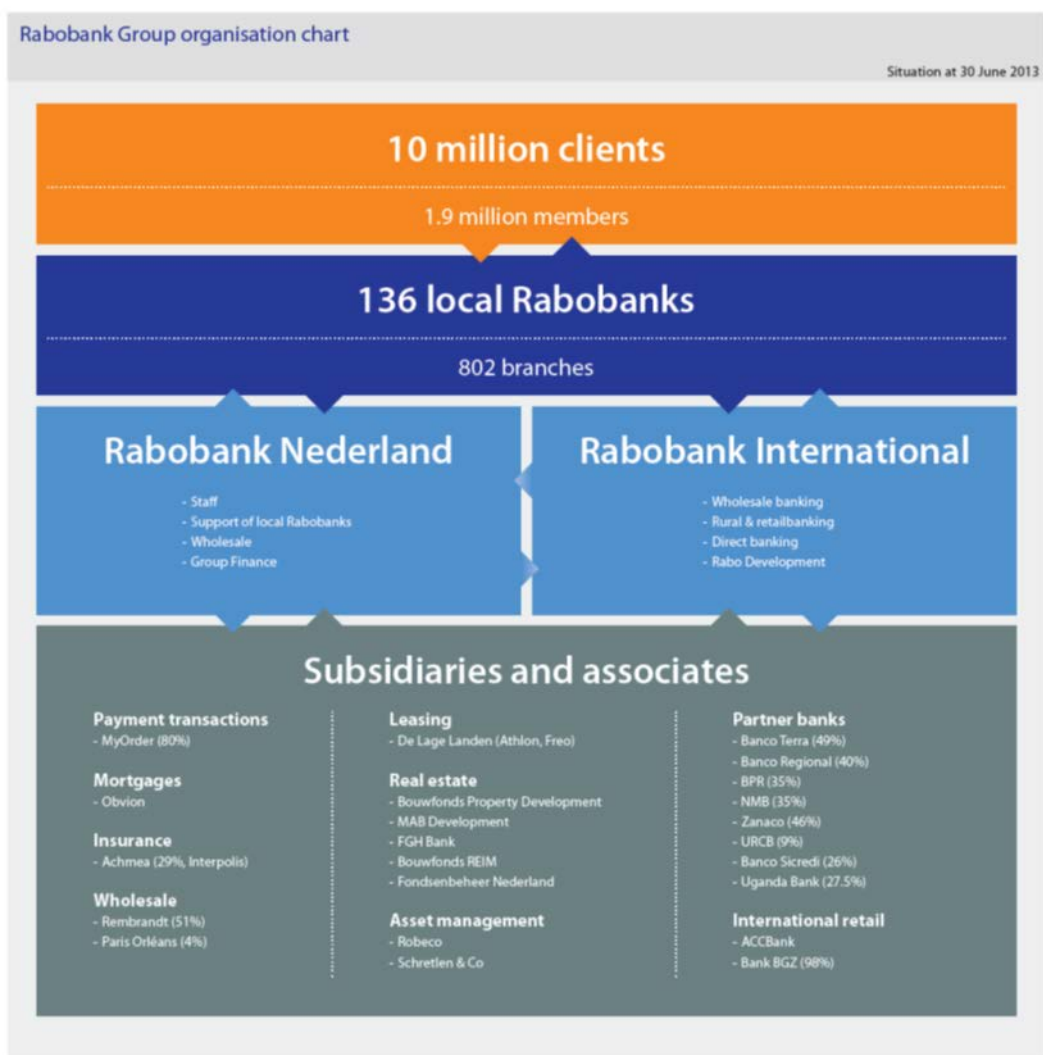 Rabobank Group organisation chart
Situation at 30 June 2013
10 million clients
1.9 million members
136 local Rabobanks
802 branches
Rabobank Nederland
- Staff
- Support of local Rabobanks
- Wholesale
- Group Finance
Rabobank International
- Wholesale banking
- Rural & retailbanking
- Direct banking
- Rabo Development
Subsidiaries and associates
Payment transactions
- MyOrder (80%)
Mortgages
- Obvion
Insurance
- Achmea (29%, Interpolis)
Wholesale
- Rembrandt (51%)
- Paris Orléans (4%)
Leasing
- De Lage Landen (Athlon, Freo)
Real estate
- Bouwfonds Property Development
- MAB Development
- FGH Bank
- Bouwfonds REIM
- Fondsenbeheer Nederland
Asset management
- Robeco
- Schretlen & Co
Partner banks
- Banco Terra (49%)
- Banco Regional (40%)
- BPR (35%)
- NMB (35%)
- Zanaco (46%)
- URCB (9%)
- Banco Sicredi (26%)
- Uganda Bank (27.5%)
International retail
- ACCBank
- Bank BGZ (98%)